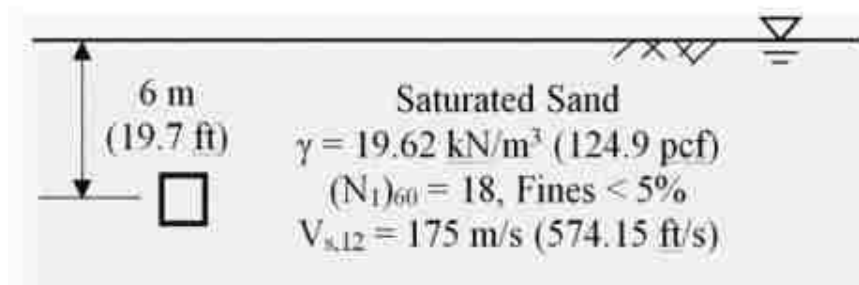 6 m
(19.7 ft)
Saturated Sand
γ = 19.62 kN/m³ (124.9 pcf)
(N₁)₆₀ = 18, Fines < 5%
Vₛ,₁₂ = 175 m/s (574.15 ft/s)